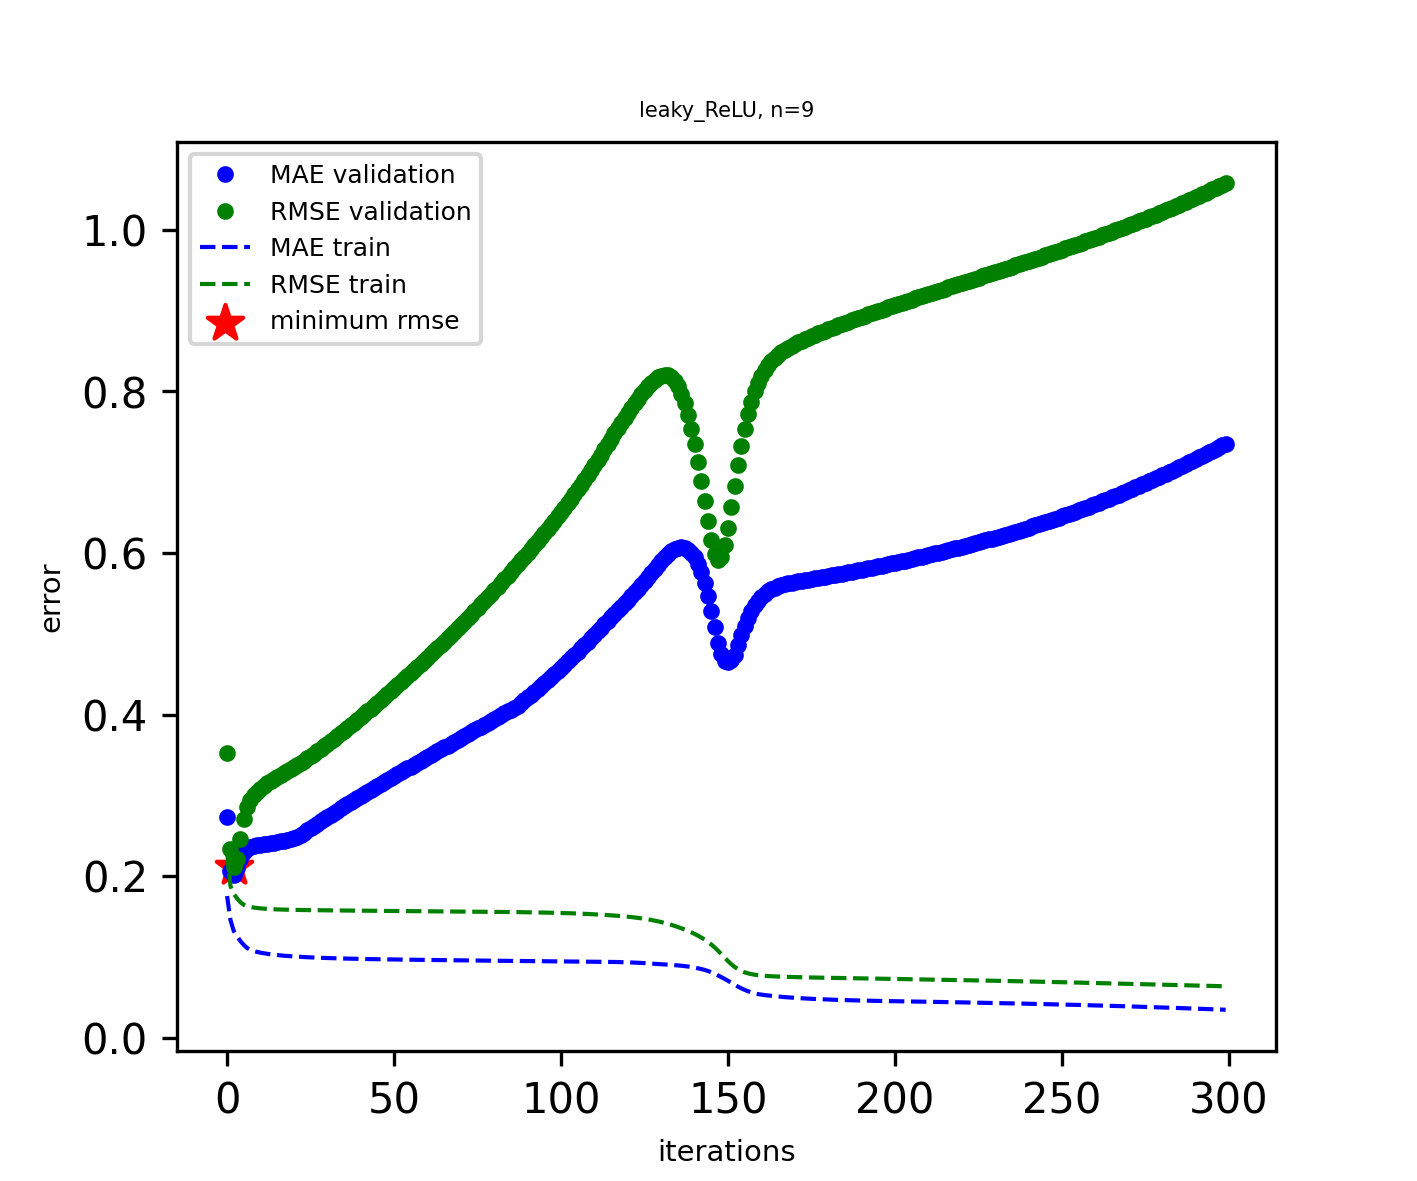 leaky_ReLU, n=9
MAE validation
RMSE validation
MAE train
RMSE train
minimum rmse
error
1.0
0.8
0.6
0.4
0.2
0.0
0 50 100 150 200 250 300
iterations